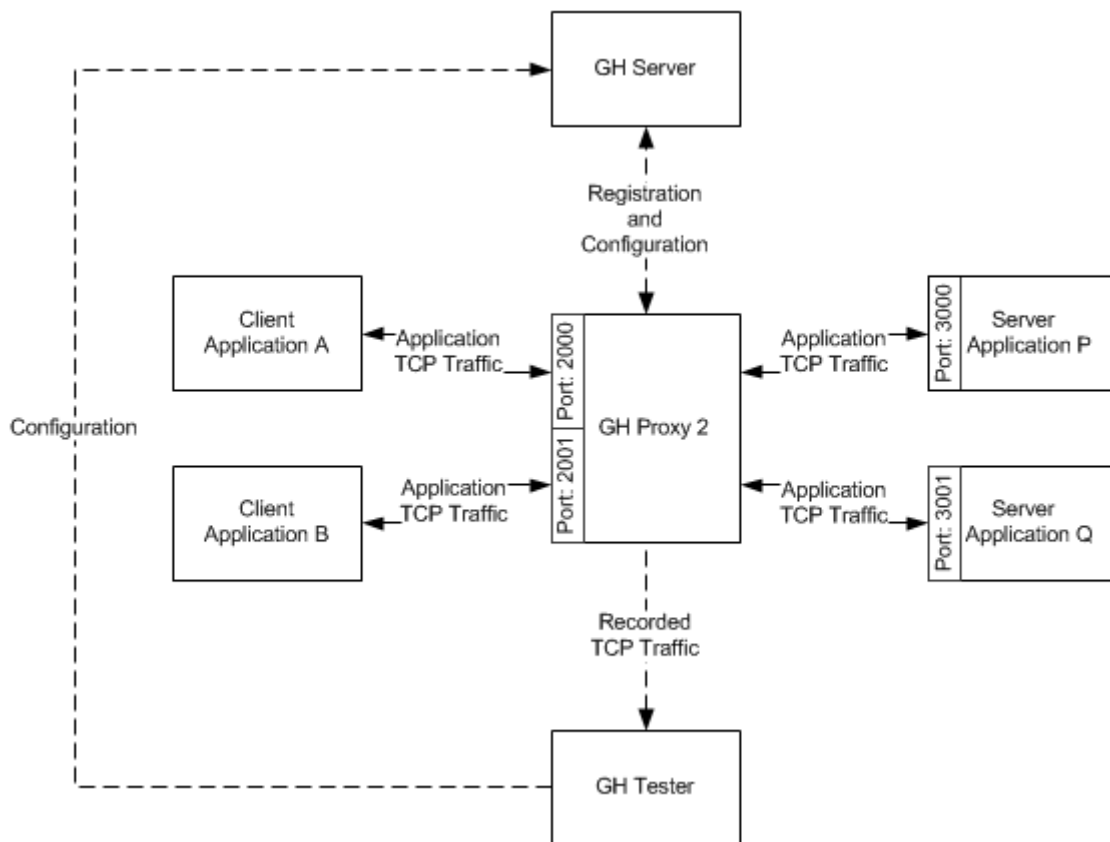 GH Server
Registration
and
Configuration
Client
Application A
Application
TCP Traffic
Port: 2000
GH Proxy 2
Application
TCP Traffic
Port: 3000
Server
Application P
Configuration
Client
Application B
Application
TCP Traffic
Port: 2001
Application
TCP Traffic
Port: 3001
Server
Application Q
Recorded
TCP Traffic
GH Tester